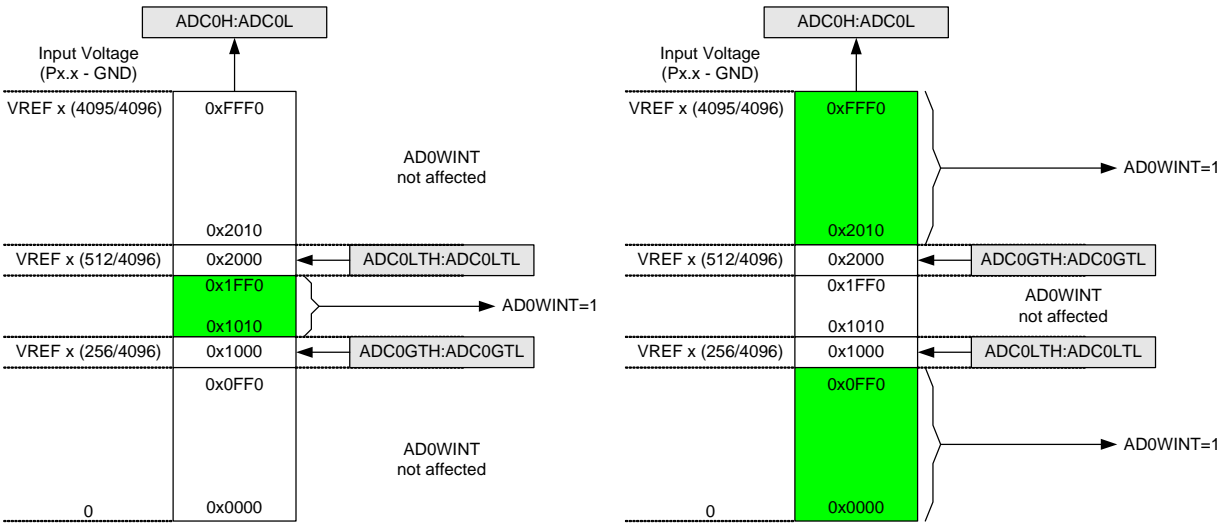 ADC0H:ADC0L
Input Voltage
(Px.x - GND)
VREF x (4095/4096)
0xFFF0
AD0WINT
not affected
0x2010
VREF x (512/4096)
0x2000
ADC0LTH:ADC0LTL
0x1FF0
AD0WINT=1
0x1010
VREF x (256/4096)
0x1000
ADC0GTH:ADC0GTL
0x0FF0
AD0WINT
not affected
0
0x0000
ADC0H:ADC0L
Input Voltage
(Px.x - GND)
VREF x (4095/4096)
0xFFF0
AD0WINT=1
0x2010
VREF x (512/4096)
0x2000
ADC0GTH:ADC0GTL
0x1FF0
AD0WINT
not affected
0x1010
VREF x (256/4096)
0x1000
ADC0LTH:ADC0LTL
0x0FF0
AD0WINT=1
0
0x0000